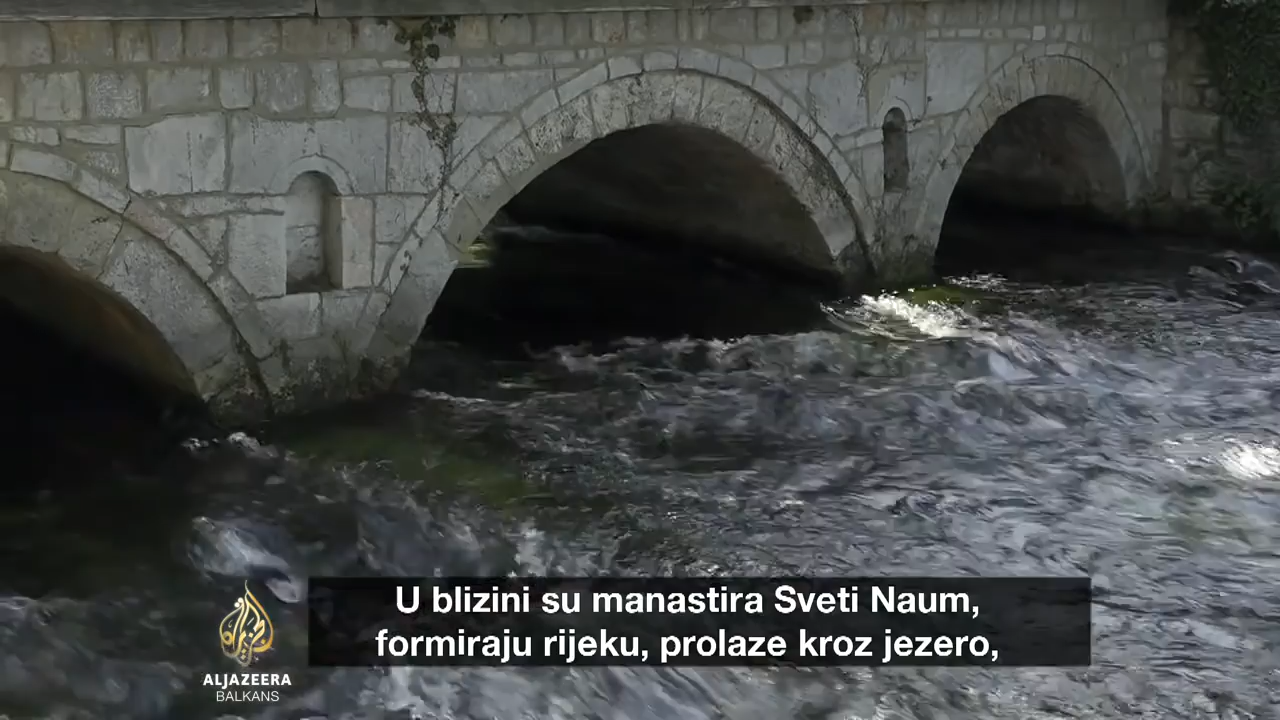 U blizini su manastira Sveti Naum,
formiraju rijeku, prolaze kroz jezero,
ALJAZEERA
BALKANS